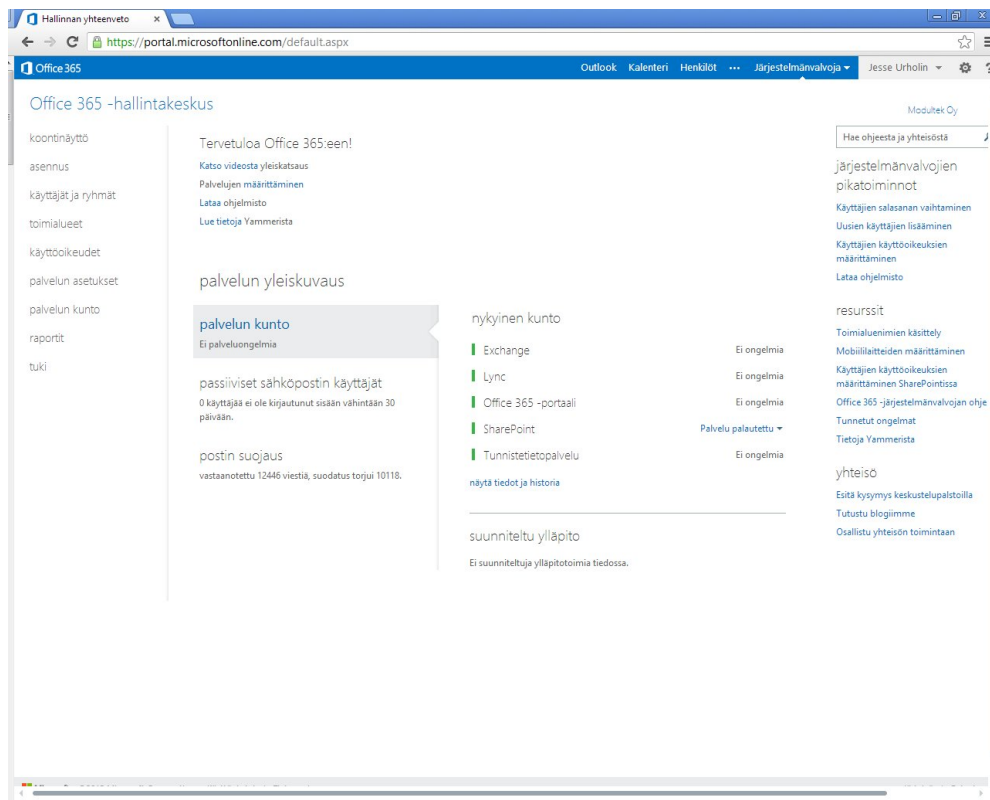 Hallinnan yhteenveto
https://portal.microsoftonline.com/default.aspx
Office 365
Outlook Kalenteri Henkilöt ••• Järjestelmänvalvoja Jesse Urholin ?
Office 365 -hallintakeskus
Modultek Oy
koontinäyttö
asennus
käyttäjät ja ryhmät
toimialueet
käyttöoikeudet
palvelun asetukset
palvelun kunto
raportit
tuki
Tervetuloa Office 365:een!
Katso videosta yleiskatsaus
Palvelujen määrittäminen
Lataa ohjelmisto
Lue tietoja Yammerista
palvelun yleiskuvaus
palvelun kunto
Ei palveluongelmia
passiiviset sähköpostin käyttäjät
0 käyttäjää ei ole kirjautunut sisään vähintään 30
päivään.
postin suojaus
vastaanotettu 12446 viestiä, suodatus torjui 10118.
nykyinen kunto
Exchange Ei ongelmia
Lync Ei ongelmia
Office 365 -portaali Ei ongelmia
SharePoint Palvelu palautettu
Tunnistetietopalvelu Ei ongelmia
näytä tiedot ja historia
suunniteltu ylläpito
Ei suunniteltuja ylläpitotoimia tiedossa.
Hae ohjeesta ja yhteisöstä
järjestelmänvalvojien
pikatoiminnot
Käyttäjien salasanan vaihtaminen
Uusien käyttäjien lisääminen
Käyttäjien käyttöoikeuksien
määrittäminen
Lataa ohjelmisto
resurssit
Toimialuenimien käsittely
Mobiililaitteiden määrittäminen
Käyttäjien käyttöoikeuksien
määrittäminen SharePointissa
Office 365 -järjestelmänvalvojan ohje
Tunnetut ongelmat
Tietoja Yammerista
yhteisö
Esitä kysymys keskustelupalstoilla
Tutustu blogiimme
Osallistu yhteisön toimintaan